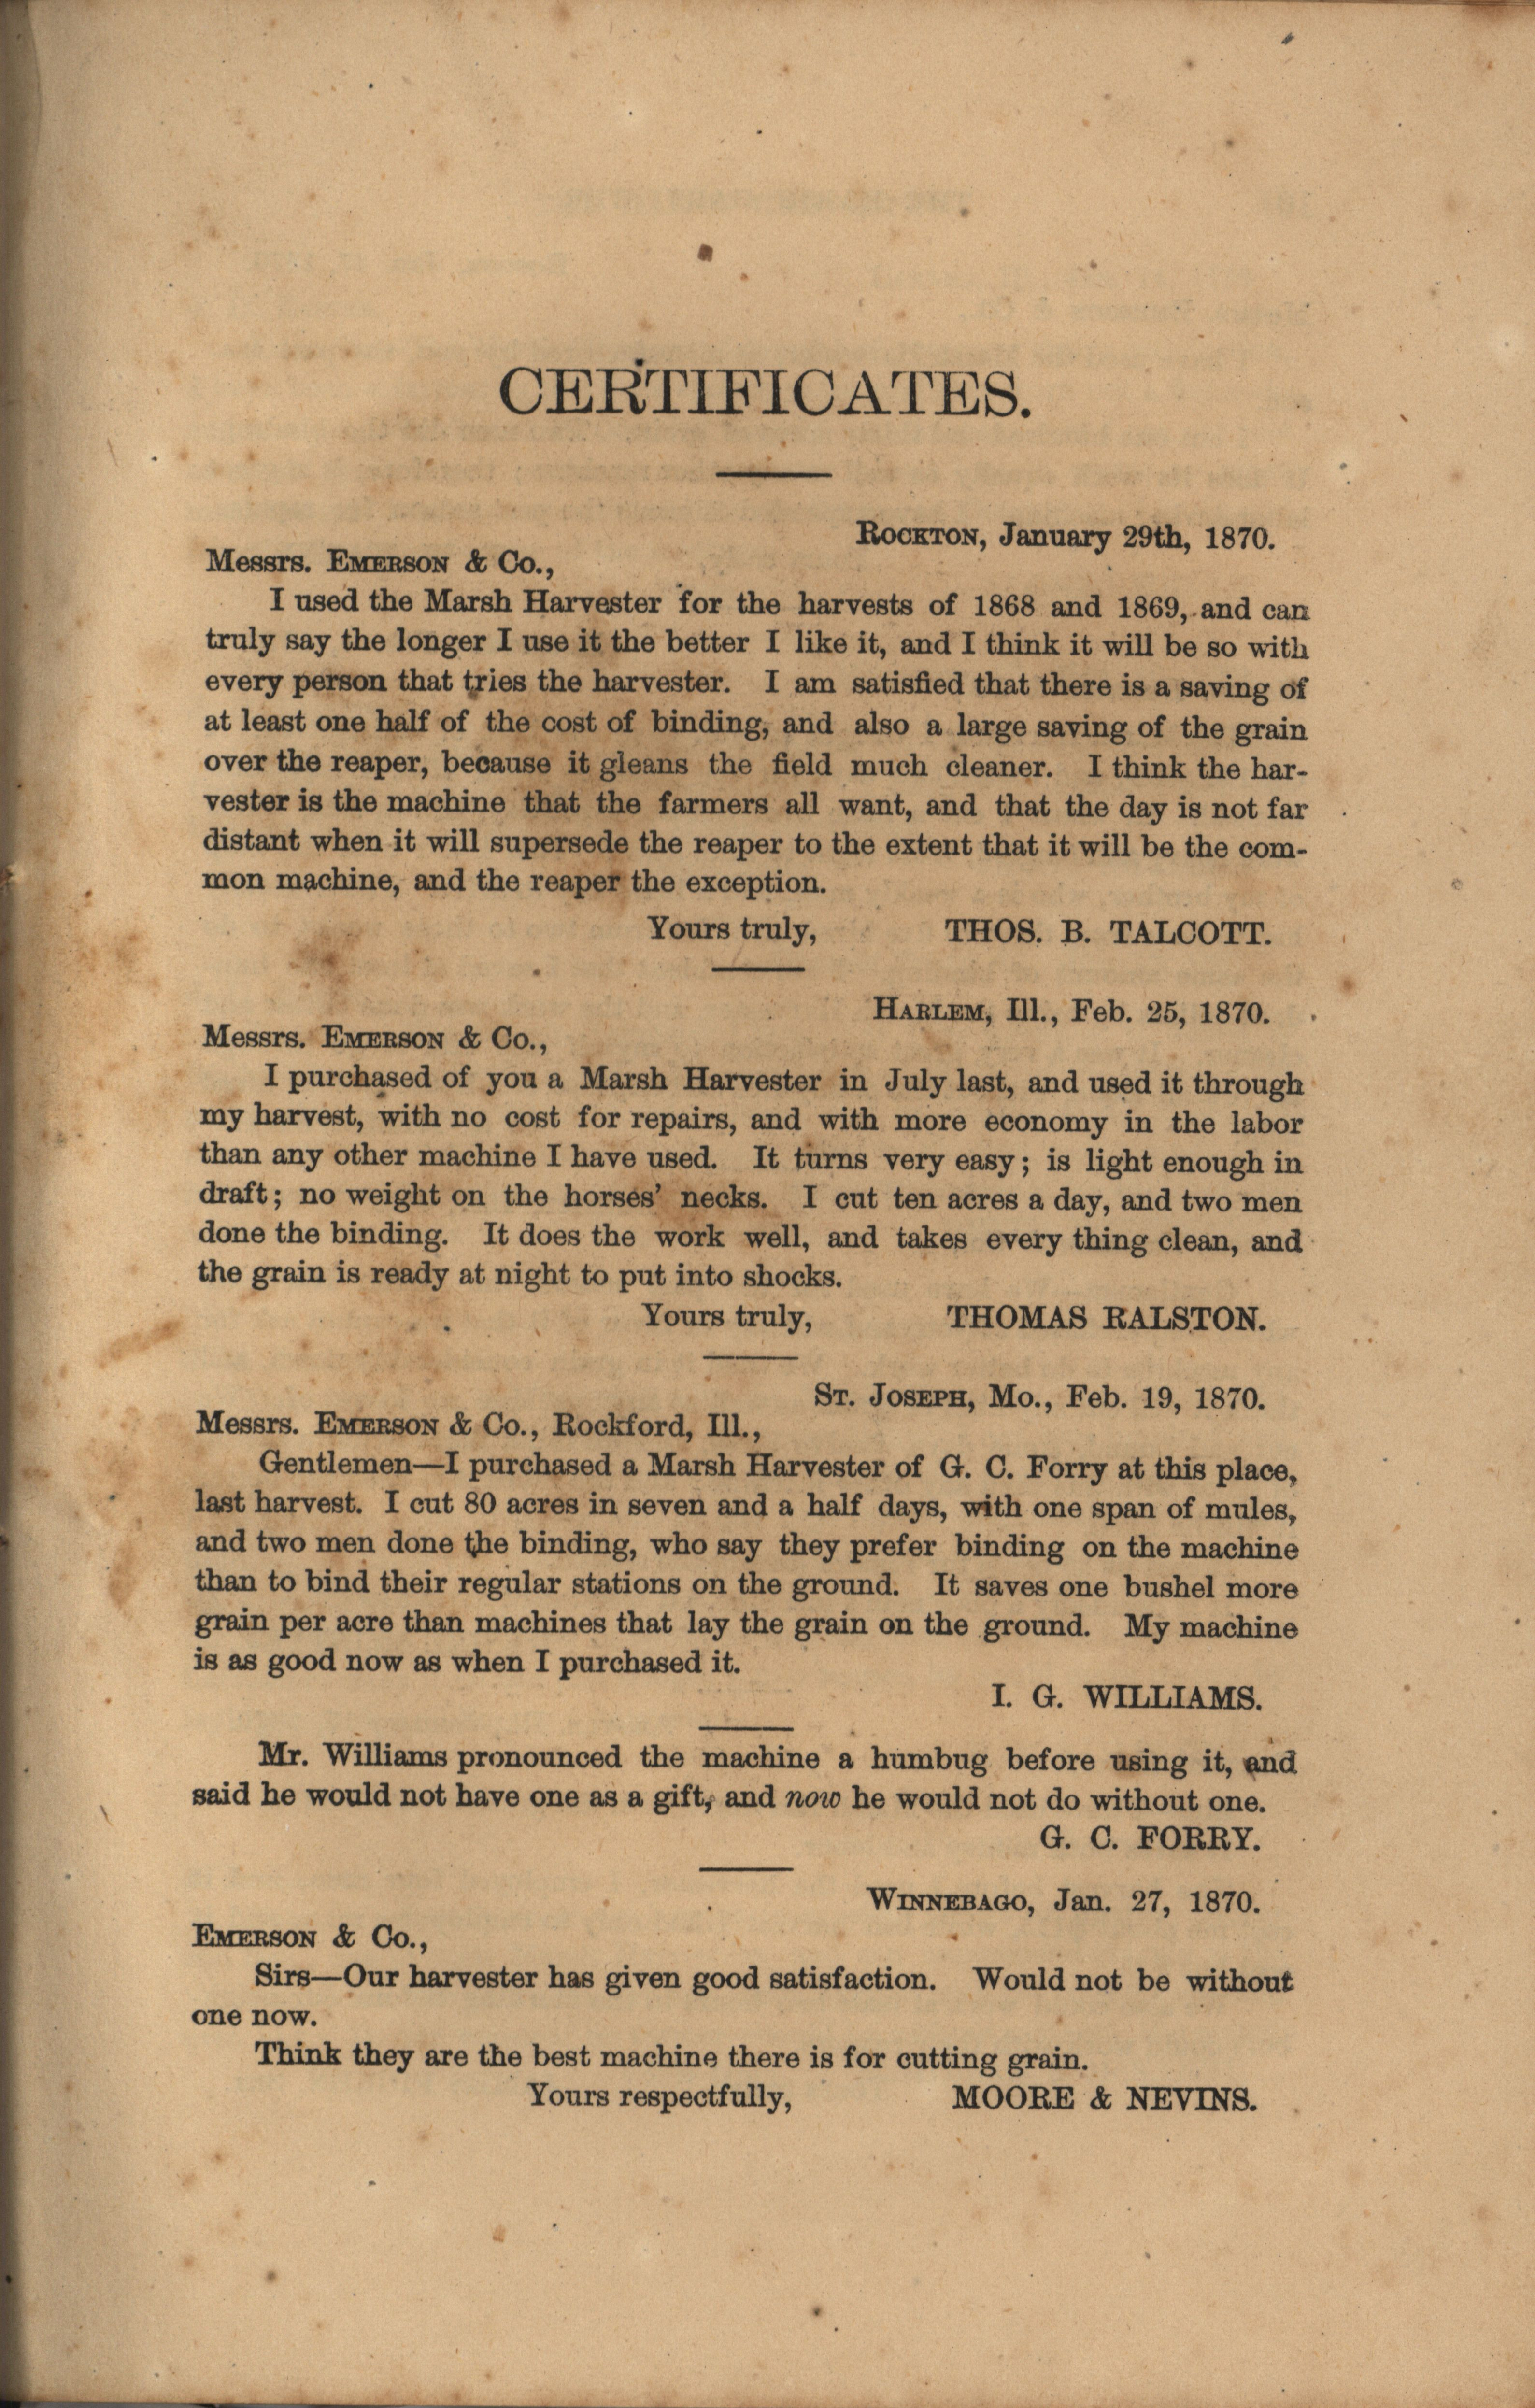 CERTIFICATES.
ROCKTON, January 29th, 1870.
Messrs. EMERSON & Co.,
I used the Marsh Harvester for the harvests of 1868 and 1869, and can
truly say the longer I use it the better I like it, and I think it will be so with
every person that tries the harvester. I am satisfied that there is a saving of
at least one half of the cost of binding, and also a large saving of the grain
over the reaper, because it gleans the field much cleaner. I think the har-
vester is the machine that the farmers all want, and that the day is not far
distant when it will supersede the reaper to the extent that it will be the com-
mon machine, and the reaper the exception.
Yours truly, THOS. B. TALCOTT.
HARLEM, Ill., Feb. 25, 1870.
Messrs. EMERSON & Co.,
I purchased of you a Marsh Harvester in July last, and used it through
my harvest, with no cost for repairs, and with more economy in the labor
than any other machine I have used. It turns very easy; is light enough in
draft; no weight on the horses' necks. I cut ten acres a day, and two men
done the binding. It does the work well, and takes every thing clean, and
the grain is ready at night to put into shocks.
Yours truly, THOMAS RALSTON.
ST. JOSEPH, Mo., Feb. 19, 1870.
Messrs. EMERSON & Co., Rockford, Ill.,
Gentlemen—I purchased a Marsh Harvester of G. C. Forry at this place,
last harvest. I cut 80 acres in seven and a half days, with one span of mules,
and two men done the binding, who say they prefer binding on the machine
than to bind their regular stations on the ground. It saves one bushel more
grain per acre than machines that lay the grain on the ground. My machine
is as good now as when I purchased it.
I. G. WILLIAMS.
Mr. Williams pronounced the machine a humbug before using it, and
said he would not have one as a gift, and now he would not do without one.
G. C. FORRY.
WINNEBAGO, Jan. 27, 1870.
EMERSON & Co.,
Sirs—Our harvester has given good satisfaction. Would not be without
one now.
Think they are the best machine there is for cutting grain.
Yours respectfully, MOORE & NEVINS.